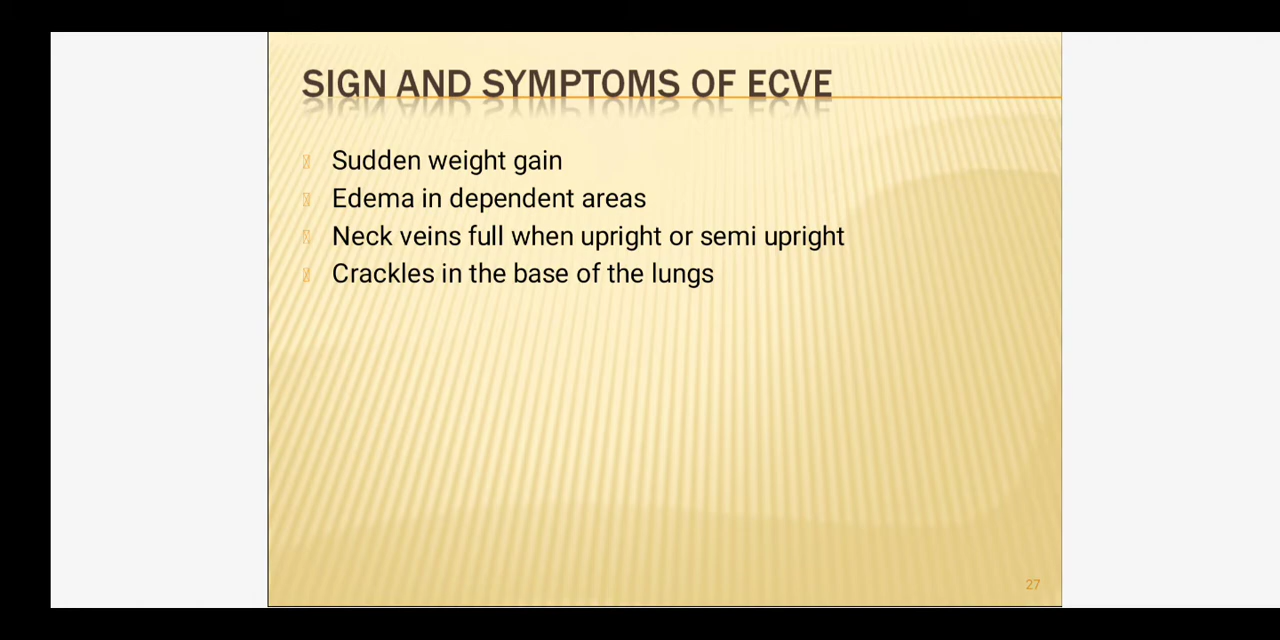 SIGN AND SYMPTOMS OF ECVE
Sudden weight gain
Edema in dependent areas
Neck veins full when upright or semi upright
Crackles in the base of the lungs
27